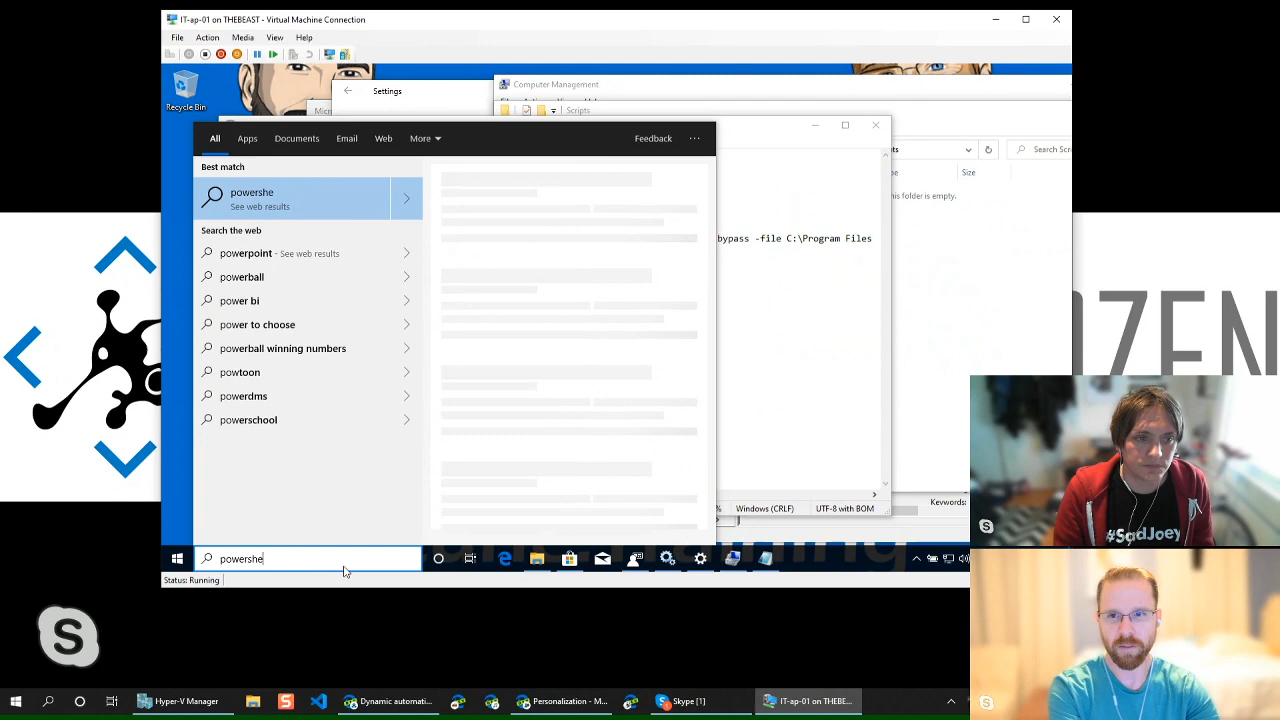 IT-ap-01 on THEBEAST - Virtual Machine Connection
File Action Media View Help
Recycle Bin
Settings
Computer Management
Scripts
All Apps Documents Email Web More Feedback ...
Search Scr
Best match
powershe
See web results
Size
his folder is empty.
Search the web
powerpoint - See web results
powerball
power bi
power to choose
powerball winning numbers
powtoon
powerdms
powerschool
bypass -file C:\Program Files
OZEN
#SadJoey
Keywords:
% Windows (CRLF) UTF-8 with BOM
powershe
Status: Running
S
Hyper-V Manager
Dynamic automati...
Personalization - M...
Skype [1]
IT-ap-01 on THEBE...